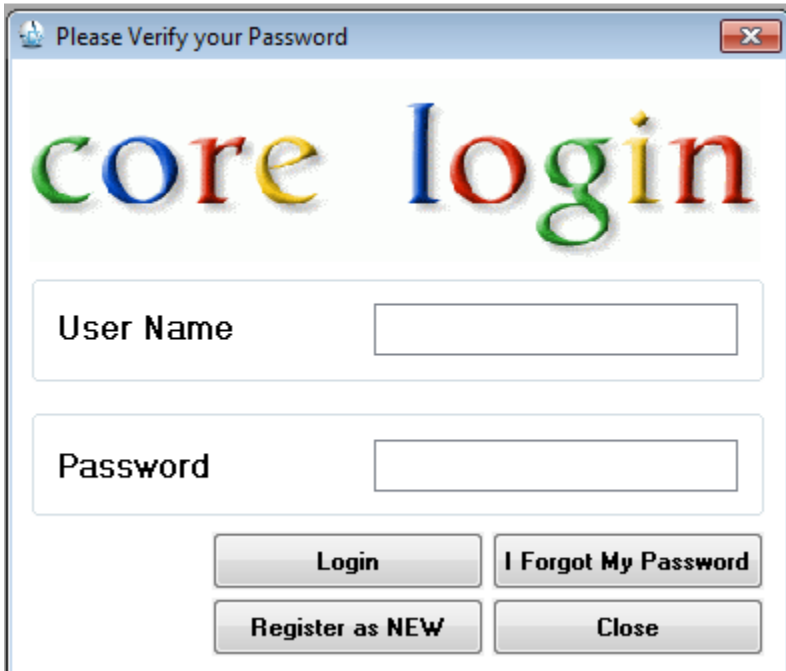 Please Verify your Password
core login
User Name
Password
Login
I Forgot My Password
Register as NEW
Close